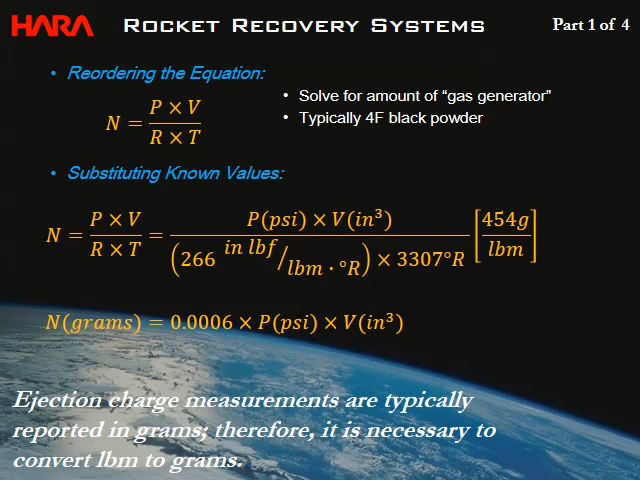 HARA
Rocket Recovery Systems
Part 1 of 4
• Reordering the Equation:
N = (P × V) / (R × T)
• Solve for amount of “gas generator”
• Typically 4F black powder
• Substituting Known Values:
N = (P × V) / (R × T) = (P(psi) × V(in³)) / ((266 in lbf/lbm · °R) × 3307°R) [454g / lbm]
N(grams) = 0.0006 × P(psi) × V(in³)
Ejection charge measurements are typically
reported in grams; therefore, it is necessary to
convert lbm to grams.